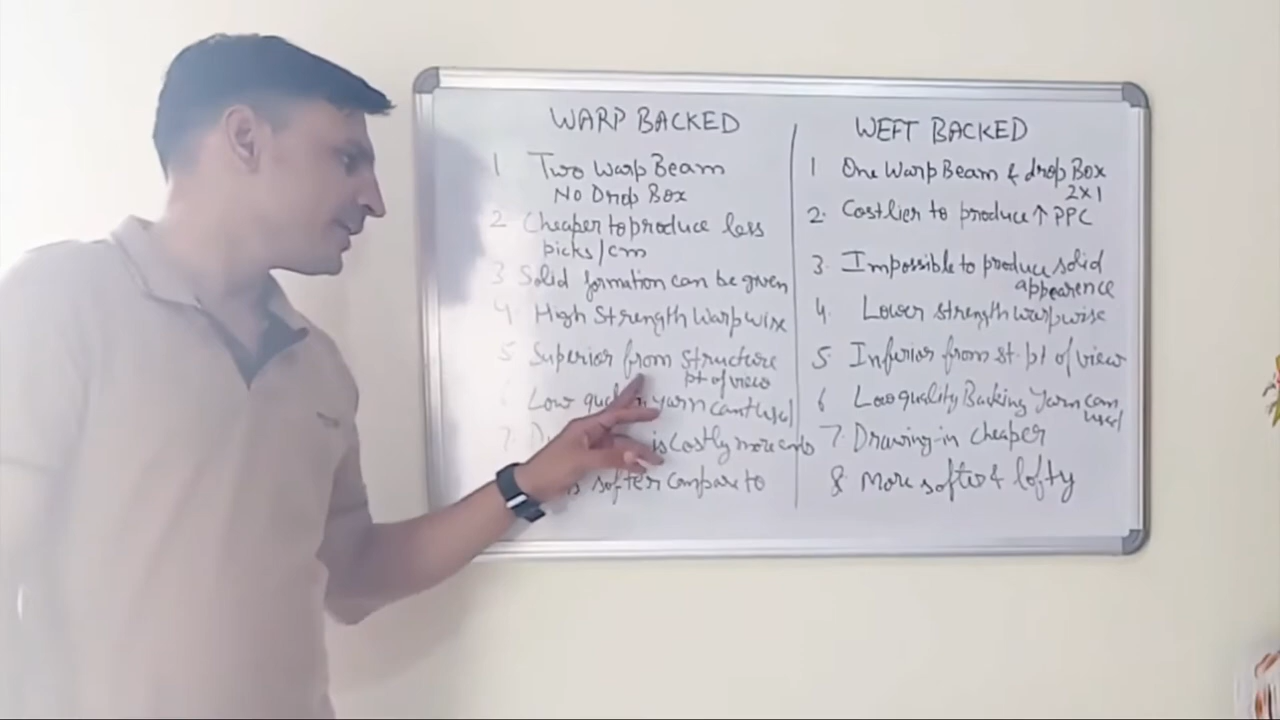 WARP BACKED
1 Two Warp Beam
No Drop Box
2 Cheaper to produce less
picks/cm
3 Solid formation can be given
4. High Strength Warpwise
5 Superior from Structure
pt of view
Low yarn cant use
7. is Costly more ends
is softer compare to
WEFT BACKED
1 One Warp Beam & drop Box
2x1
2. Costlier to produce ↑ PPC
3. Impossible to produce solid
appearence
4. Lower strength warpwise
5. Inferior from st. pt of view
6 Low quality Backing Yarn can
used
7. Drawing-in cheaper
8 More softer & lofty